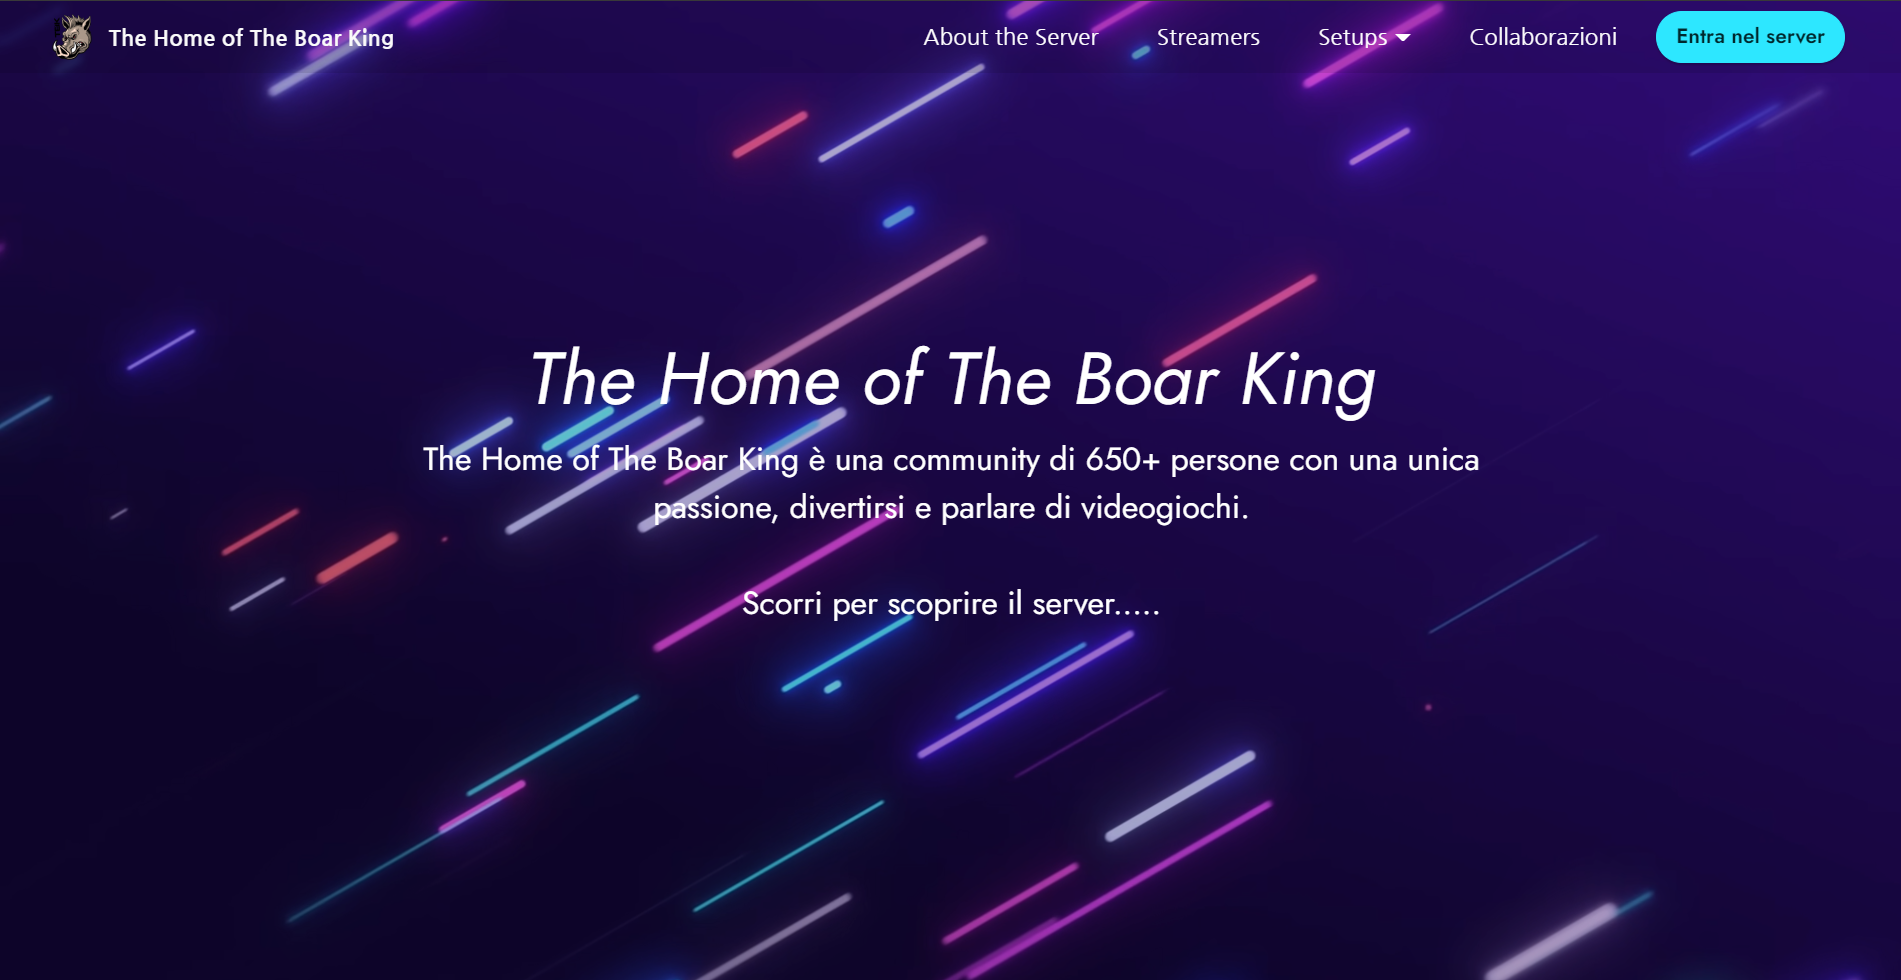 The Home of The Boar King
About the Server
Streamers
Setups
Collaborazioni
Entra nel server
The Home of The Boar King
The Home of The Boar King è una community di 650+ persone con una unica
passione, divertirsi e parlare di videogiochi.
Scorri per scoprire il server.....